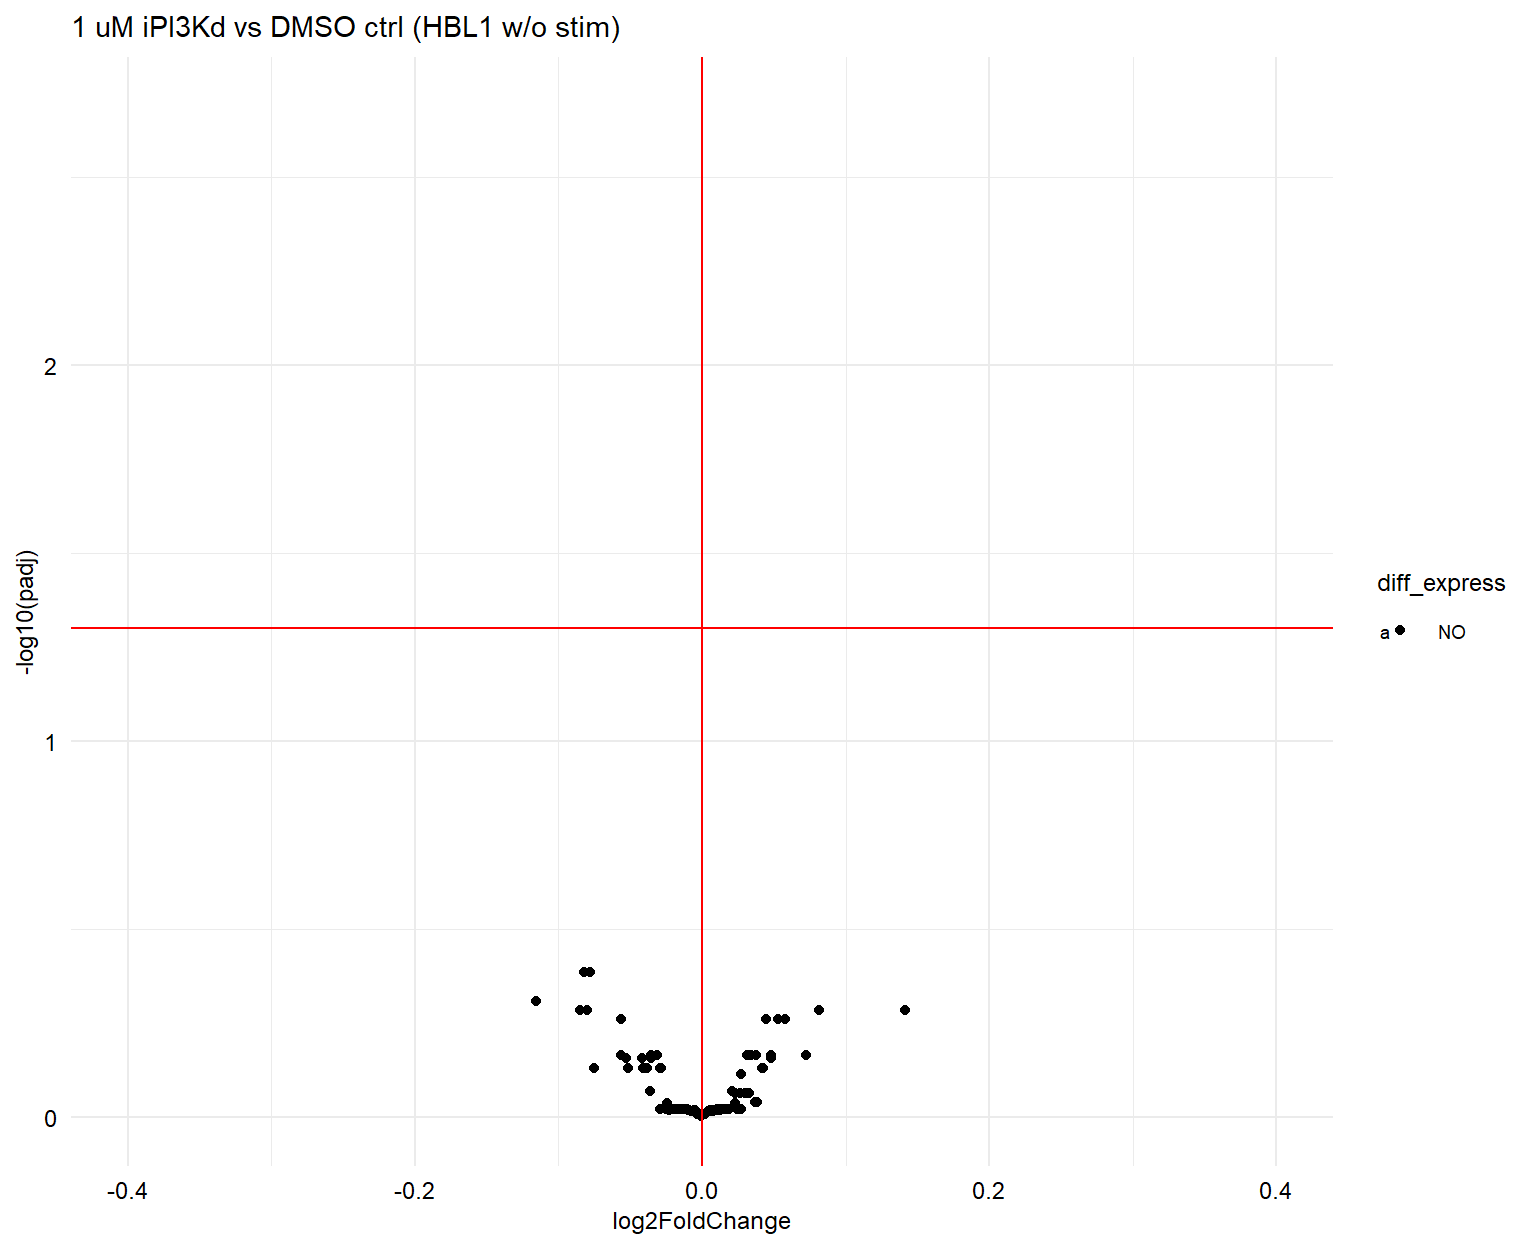 1 uM iPI3Kd vs DMSO ctrl (HBL1 w/o stim)
-log10(padj)
2
1
0
-0.4 -0.2 0.0 0.2 0.4
log2FoldChange
diff_express
a NO